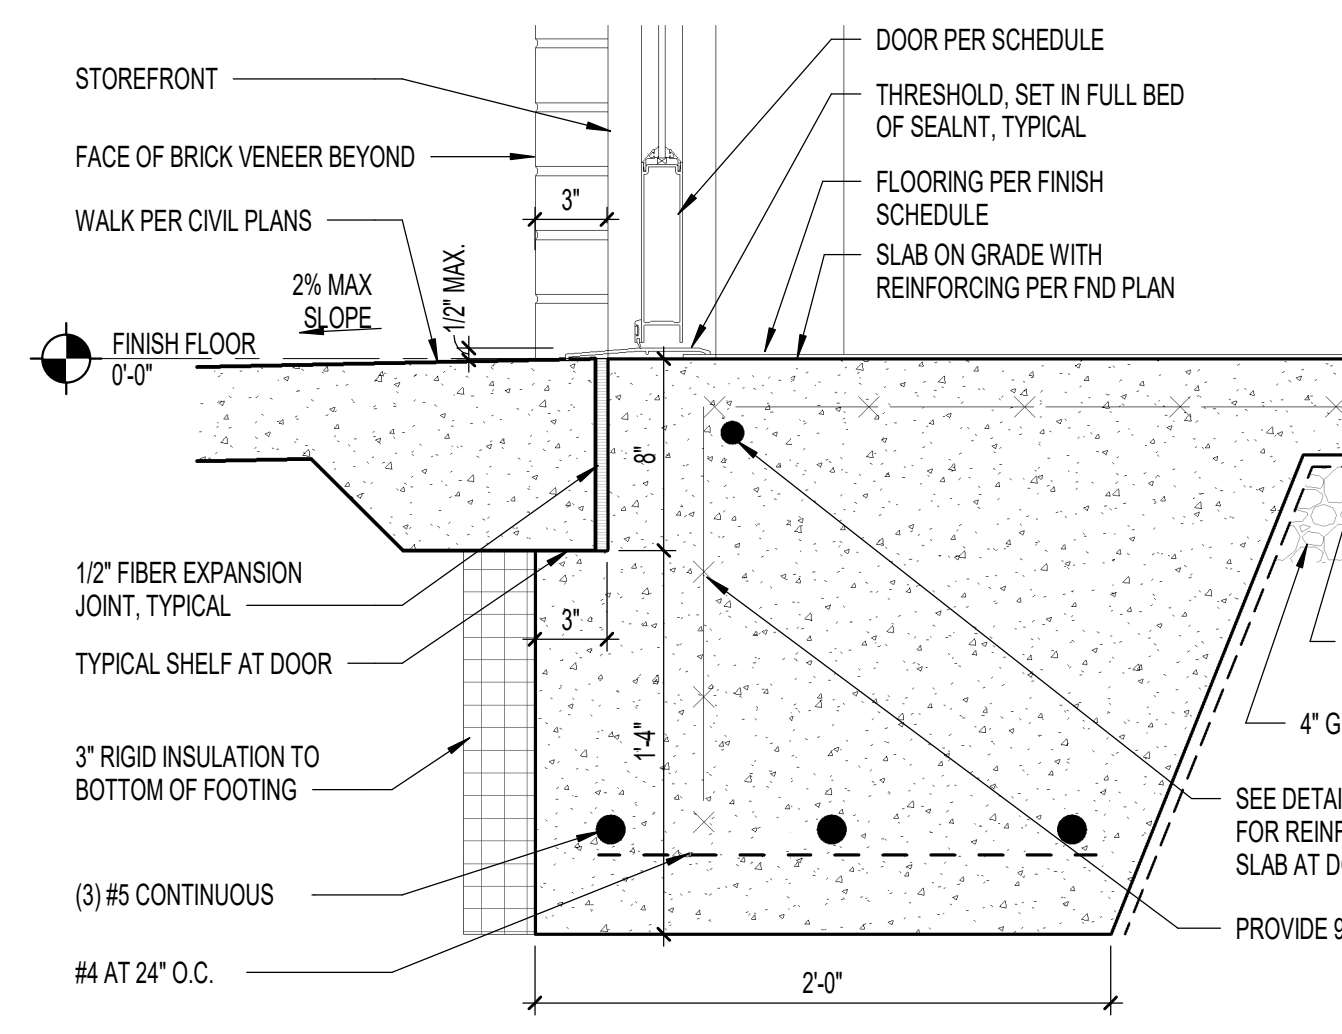 STOREFRONT
FACE OF BRICK VENEER BEYOND
WALK PER CIVIL PLANS
2% MAX
SLOPE
1/2" MAX.
3"
FINISH FLOOR
0'-0"
DOOR PER SCHEDULE
THRESHOLD, SET IN FULL BED
OF SEALNT, TYPICAL
FLOORING PER FINISH
SCHEDULE
SLAB ON GRADE WITH
REINFORCING PER FND PLAN
8"
1/2" FIBER EXPANSION
JOINT, TYPICAL
3"
TYPICAL SHELF AT DOOR
1'-4"
3" RIGID INSULATION TO
BOTTOM OF FOOTING
(3) #5 CONTINUOUS
#4 AT 24" O.C.
2'-0"
4" G
SEE DETAI
FOR REINF
SLAB AT D
PROVIDE 9